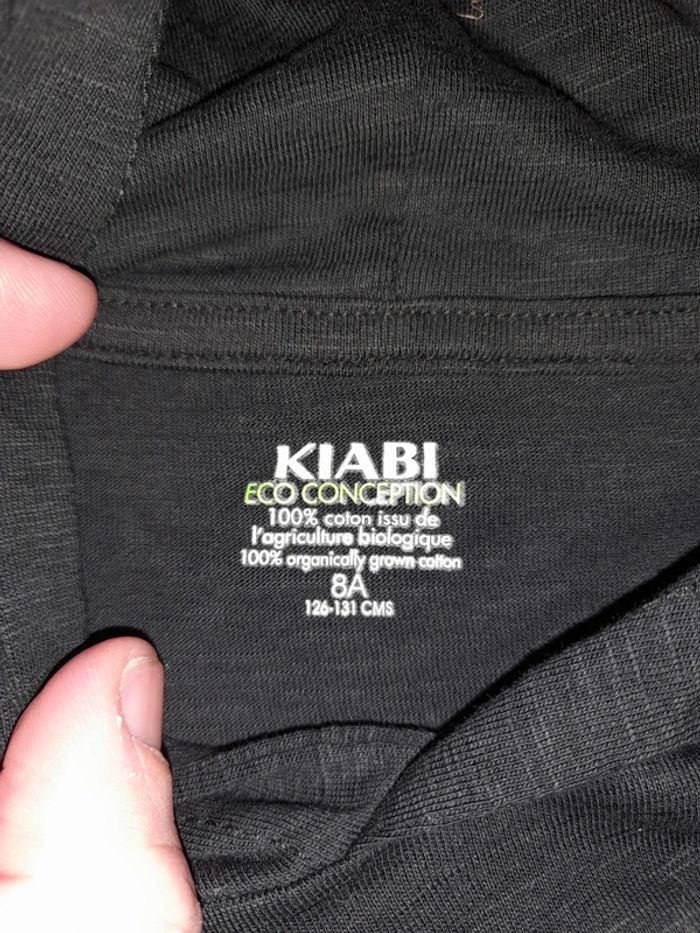 KIABI
ECO CONCEPTION
100% coton issu de
l'agriculture biologique
100% organically grown cotton
8A
126-131 CMS